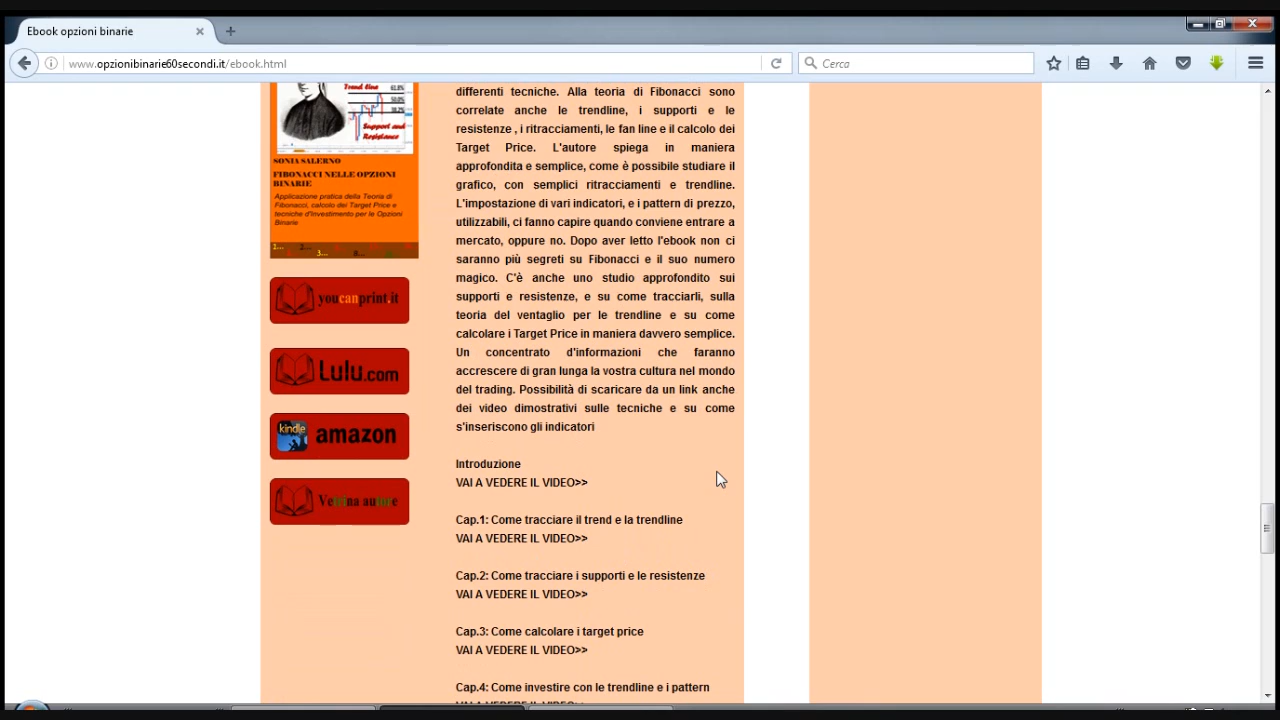 Ebook opzioni binarie
www.opzionibinarie60secondi.it/ebook.html
Cerca
Trend line
61.8%
50.0%
38.2%
Support and
Resistance
SONIA SALERNO
FIBONACCI NELLE OPZIONI
BINARIE
Applicazione pratica della Teoria di
Fibonacci, calcolo dei Target Price e
tecniche d'Investimento per le Opzioni
Binarie
1...
2...
3...
youcanprint.it
Lulu.com
kindle
amazon
Vetrina autore
differenti tecniche. Alla teoria di Fibonacci sono
correlate anche le trendline, i supporti e le
resistenze , i ritracciamenti, le fan line e il calcolo dei
Target Price. L'autore spiega in maniera
approfondita e semplice, come è possibile studiare il
grafico, con semplici ritracciamenti e trendline.
L'impostazione di vari indicatori, e i pattern di prezzo,
utilizzabili, ci fanno capire quando conviene entrare a
mercato, oppure no. Dopo aver letto l'ebook non ci
saranno più segreti su Fibonacci e il suo numero
magico. C'è anche uno studio approfondito sui
supporti e resistenze, e su come tracciarli, sulla
teoria del ventaglio per le trendline e su come
calcolare i Target Price in maniera davvero semplice.
Un concentrato d'informazioni che faranno
accrescere di gran lunga la vostra cultura nel mondo
del trading. Possibilità di scaricare da un link anche
dei video dimostrativi sulle tecniche e su come
s'inseriscono gli indicatori
Introduzione
VAI A VEDERE IL VIDEO>>
Cap.1: Come tracciare il trend e la trendline
VAI A VEDERE IL VIDEO>>
Cap.2: Come tracciare i supporti e le resistenze
VAI A VEDERE IL VIDEO>>
Cap.3: Come calcolare i target price
VAI A VEDERE IL VIDEO>>
Cap.4: Come investire con le trendline e i pattern